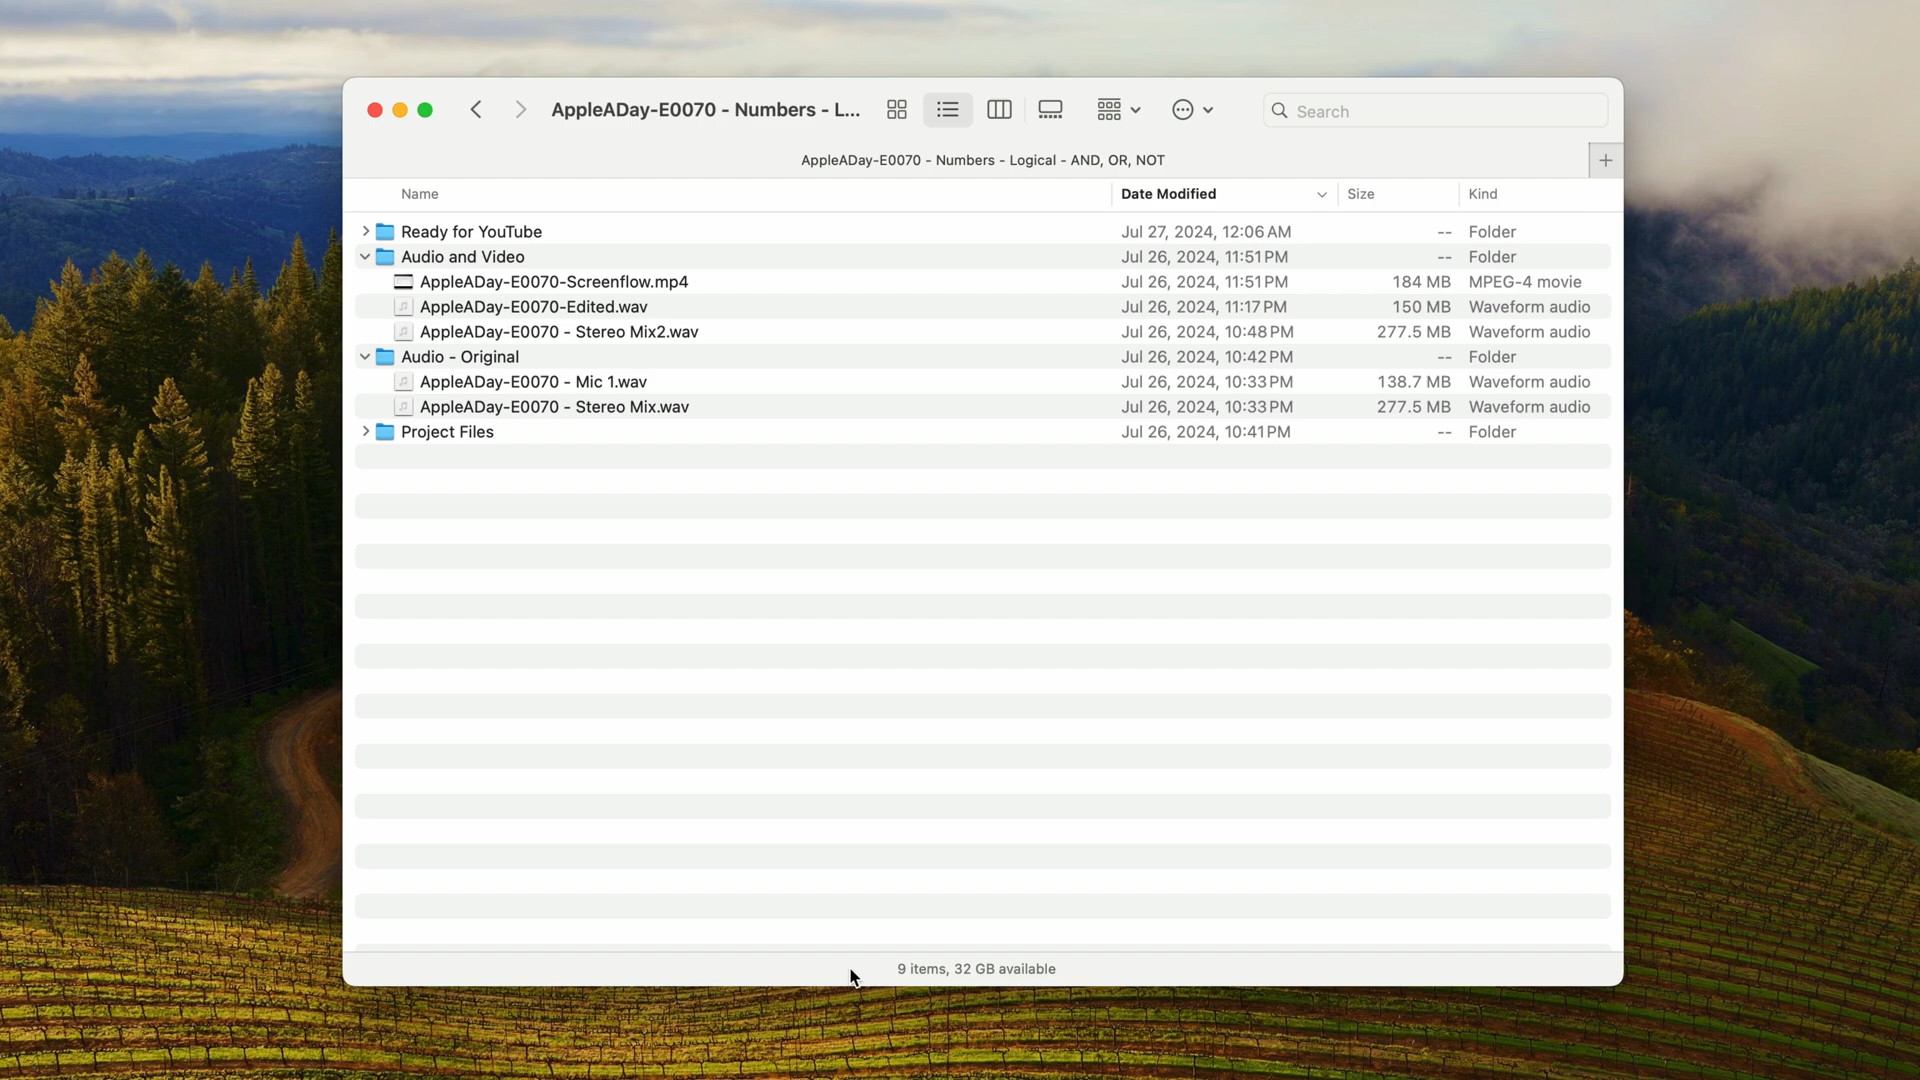 AppleADay-E0070 - Numbers - L...
Search
AppleADay-E0070 - Numbers - Logical - AND, OR, NOT
Name Date Modified Size Kind
Ready for YouTube Jul 27, 2024, 12:06 AM -- Folder
Audio and Video Jul 26, 2024, 11:51 PM -- Folder
AppleADay-E0070-Screenflow.mp4 Jul 26, 2024, 11:51 PM 184 MB MPEG-4 movie
AppleADay-E0070-Edited.wav Jul 26, 2024, 11:17 PM 150 MB Waveform audio
AppleADay-E0070 - Stereo Mix2.wav Jul 26, 2024, 10:48 PM 277.5 MB Waveform audio
Audio - Original Jul 26, 2024, 10:42 PM -- Folder
AppleADay-E0070 - Mic 1.wav Jul 26, 2024, 10:33 PM 138.7 MB Waveform audio
AppleADay-E0070 - Stereo Mix.wav Jul 26, 2024, 10:33 PM 277.5 MB Waveform audio
Project Files Jul 26, 2024, 10:41 PM -- Folder
9 items, 32 GB available